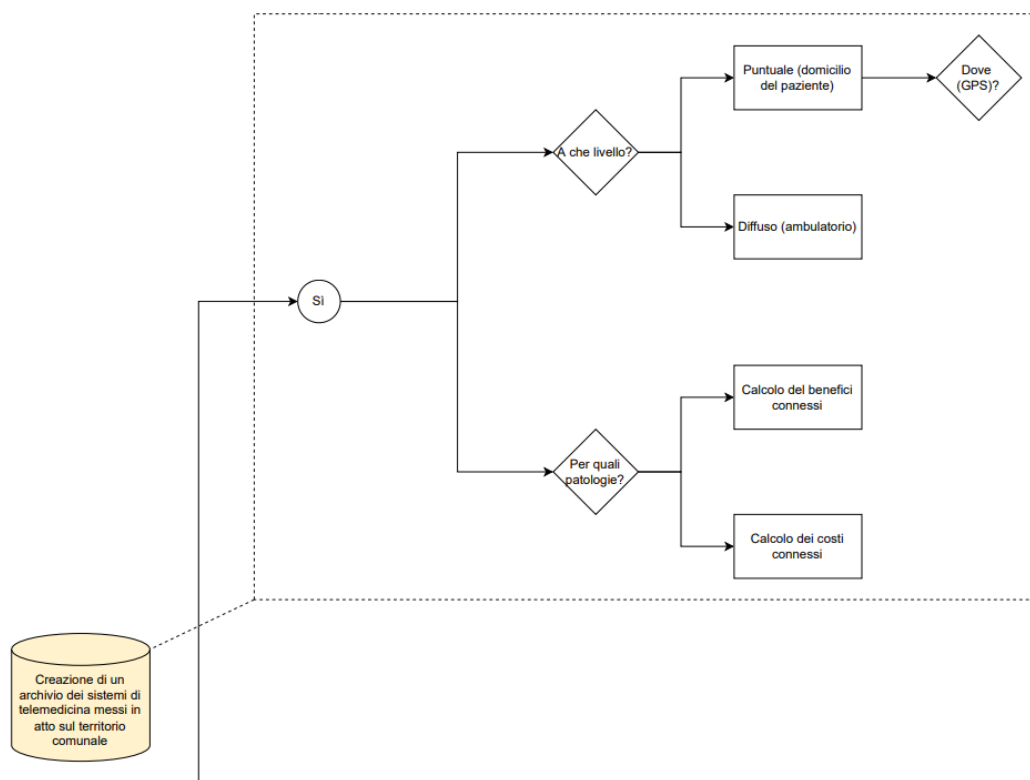 Puntuale (domicilio
del paziente)
Dove
(GPS)?
A che livello?
Diffuso (ambulatorio)
Sì
Calcolo del benefici
connessi
Per quali
patologie?
Calcolo dei costi
connessi
Creazione di un
archivio dei sistemi di
telemedicina messi in
atto sul territorio
comunale